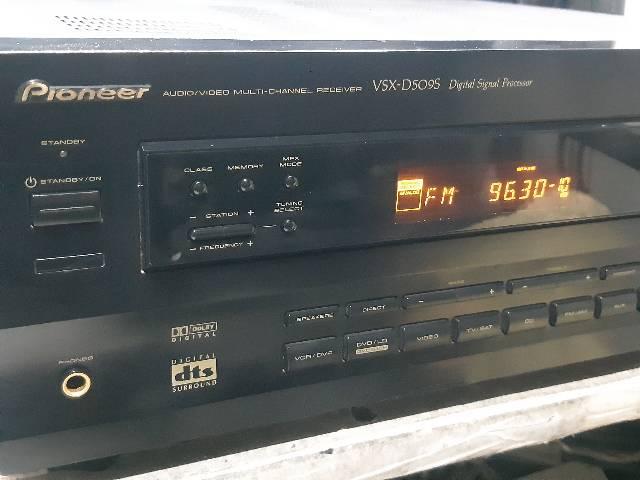 Pioneer AUDIO/VIDEO MULTI-CHANNEL RECEIVER VSX-D509S Digital Signal Processor
STANDBY
STANDBY/ON
CLASS MEMORY MPX MODE
- STATION + TUNING SELECT
- FREQUENCY +
FM 96.30
SPEAKERS DIRECT - + - +
DOLBY DIGITAL
VCR/DVR DVD/LD VIDEO TV/SAT CD
PHONES
DIGITAL dts SURROUND